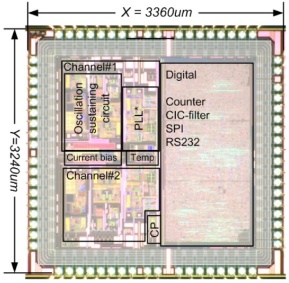 X = 3360um
Y=3240um
Channel#1
Oscillation
sustaining
circuit
PLL*
Current bias
Temp
Channel#2
CP
Digital
Counter
CIC-filter
SPI
RS232